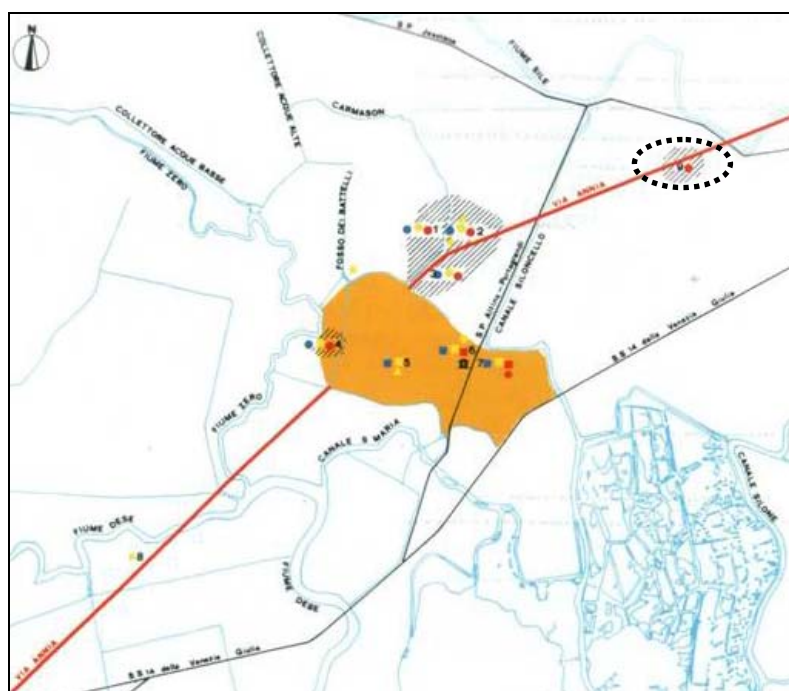 N
S.P. Jesolana
FIUME SILE
COLLETTORE ACQUE ALTE
CARMASON
COLLETTORE ACQUE BASSE
FIUME ZERO
9
VIA ANNIA
FOSSO DEI BATTELLI
1
2
3
S.P. Altino-Portegrandi
CANALE SILONCELLO
S.S. 14 della Venezia Giulia
4
5
6
7
FIUME ZERO
CANALE S MARIA
CANALE SILONE
FIUME DESE
8
FIUME DESE
VIA ANNIA
S.S 14 della Venezia Giulia